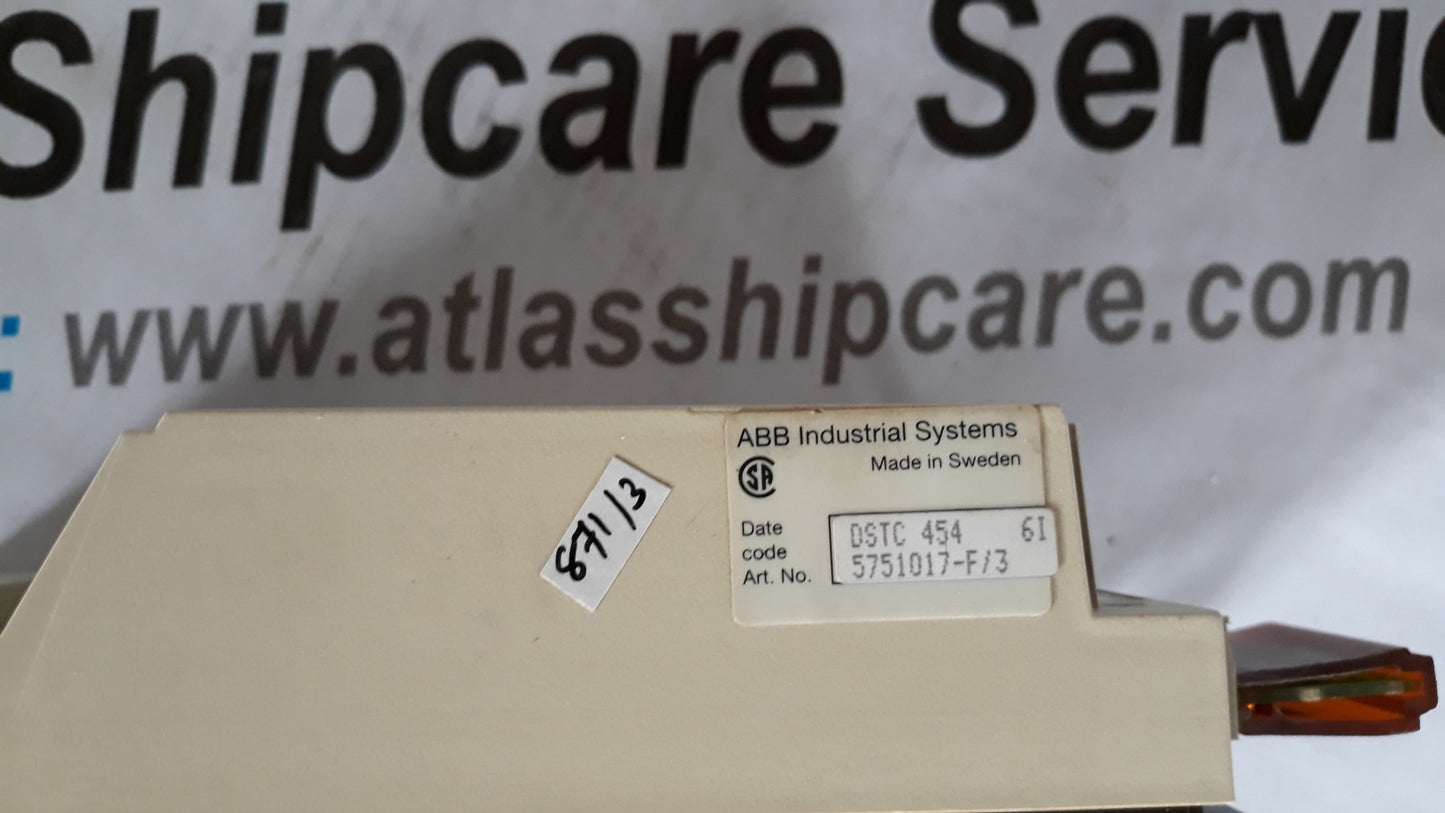 Shipcare Servi
: www.atlasshipcare.com
ABB Industrial Systems
Made in Sweden
SA
Date
code
Art. No.
DSTC 454 6I
5751017-F/3
871/3